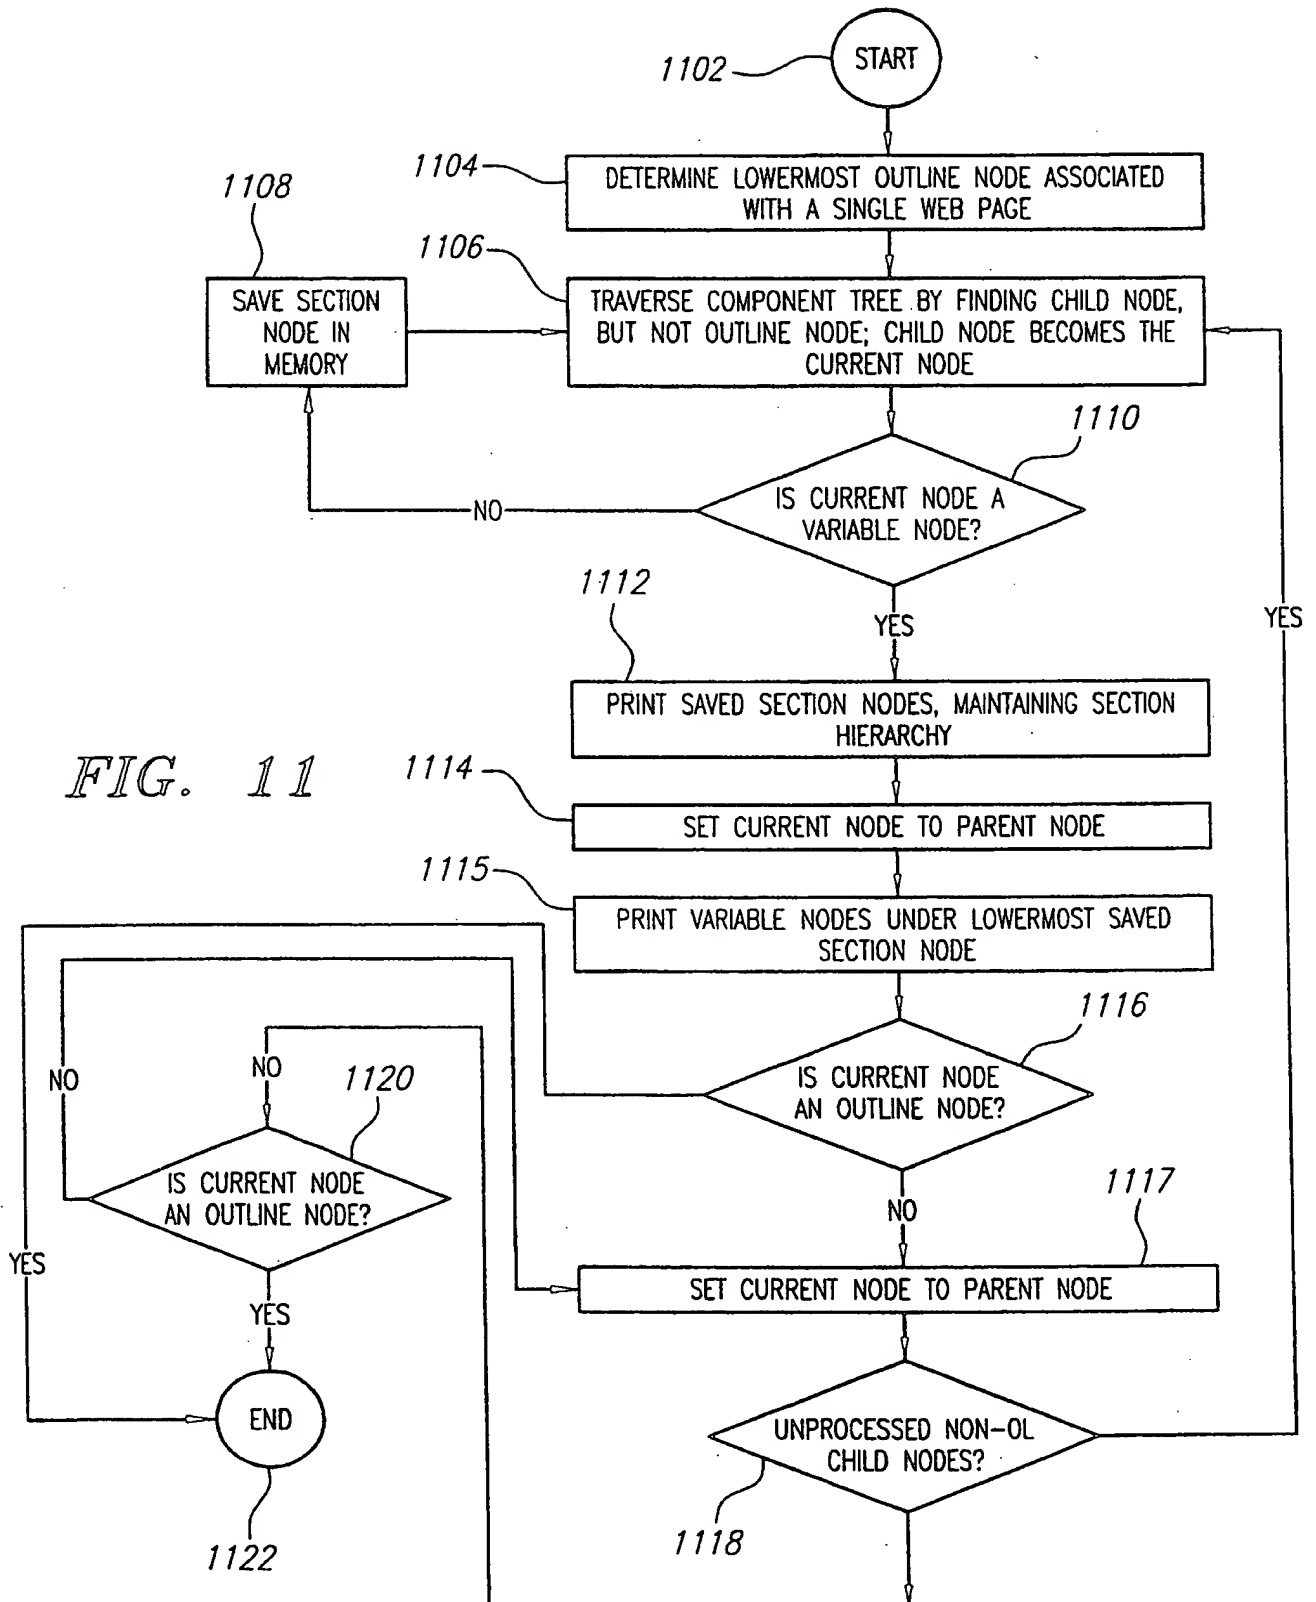 START
1102
1104
DETERMINE LOWERMOST OUTLINE NODE ASSOCIATED
WITH A SINGLE WEB PAGE
1108
1106
SAVE SECTION
NODE IN
MEMORY
TRAVERSE COMPONENT TREE BY FINDING CHILD NODE,
BUT NOT OUTLINE NODE; CHILD NODE BECOMES THE
CURRENT NODE
1110
IS CURRENT NODE A
VARIABLE NODE?
NO
1112
YES
YES
PRINT SAVED SECTION NODES, MAINTAINING SECTION
HIERARCHY
FIG. 11
1114
SET CURRENT NODE TO PARENT NODE
1115
PRINT VARIABLE NODES UNDER LOWERMOST SAVED
SECTION NODE
1116
IS CURRENT NODE
AN OUTLINE NODE?
NO
NO
1120
IS CURRENT NODE
AN OUTLINE NODE?
1117
NO
YES
SET CURRENT NODE TO PARENT NODE
YES
END
UNPROCESSED NON-OL
CHILD NODES?
1118
1122